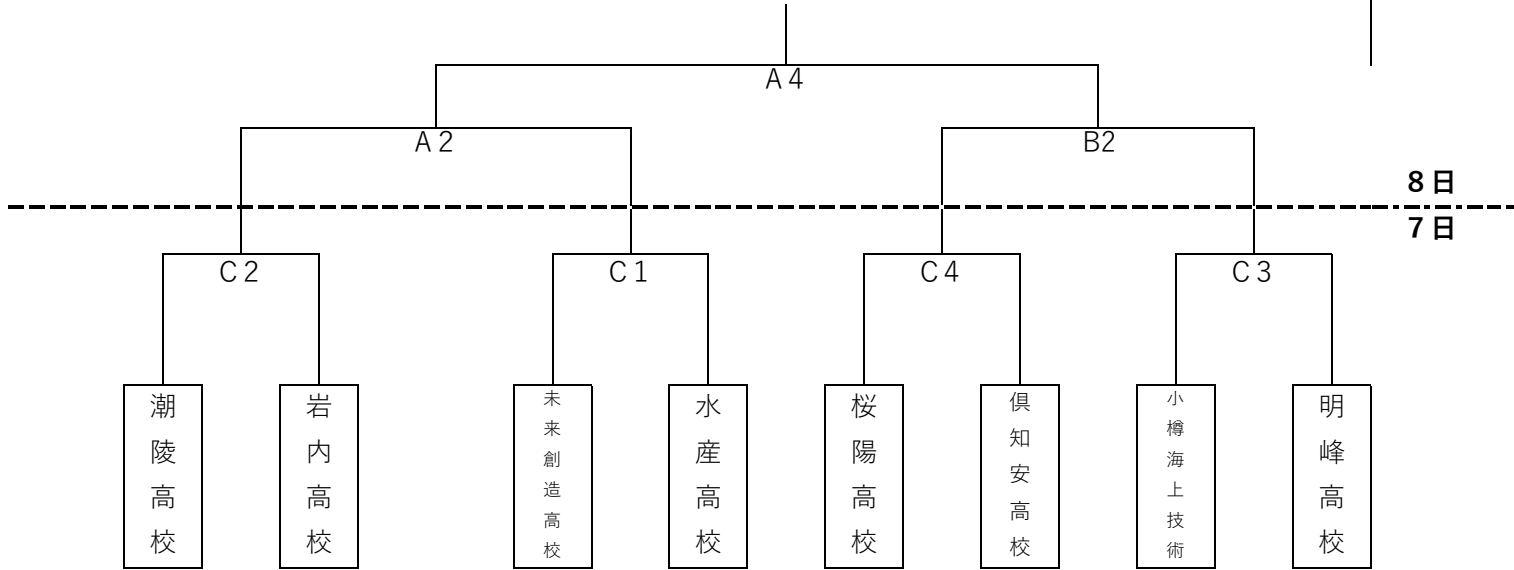 A4
A2
B2
8日
7日
C2
C1
C4
C3
潮陵高校
岩内高校
未来創造高校
水産高校
桜陽高校
倶知安高校
小樽海上技術
明峰高校